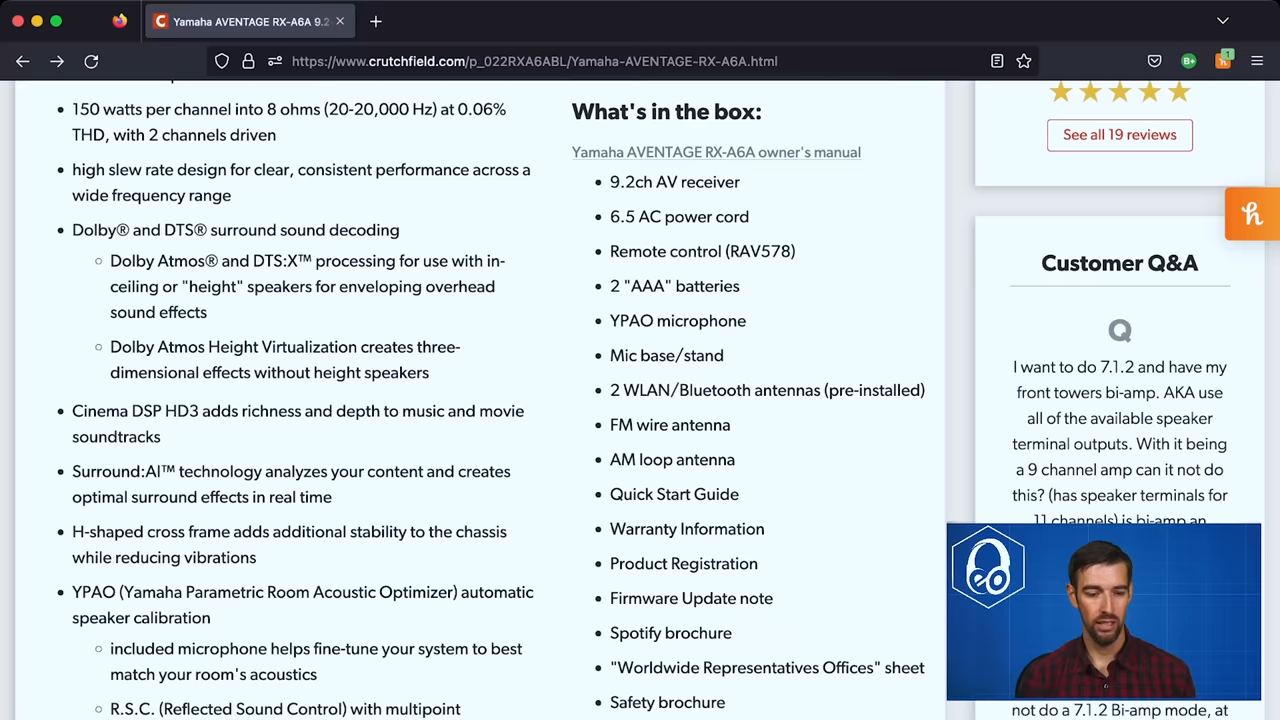 Yamaha AVENTAGE RX-A6A 9.2
https://www.crutchfield.com/p_022RXA6ABL/Yamaha-AVENTAGE-RX-A6A.html
1
• 150 watts per channel into 8 ohms (20-20,000 Hz) at 0.06%
THD, with 2 channels driven
• high slew rate design for clear, consistent performance across a
wide frequency range
• Dolby® and DTS® surround sound decoding
◦ Dolby Atmos® and DTS:X™ processing for use with in-
ceiling or "height" speakers for enveloping overhead
sound effects
◦ Dolby Atmos Height Virtualization creates three-
dimensional effects without height speakers
• Cinema DSP HD3 adds richness and depth to music and movie
soundtracks
• Surround:AI™ technology analyzes your content and creates
optimal surround effects in real time
• H-shaped cross frame adds additional stability to the chassis
while reducing vibrations
• YPAO (Yamaha Parametric Room Acoustic Optimizer) automatic
speaker calibration
◦ included microphone helps fine-tune your system to best
match your room's acoustics
◦ R.S.C. (Reflected Sound Control) with multipoint
What's in the box:
Yamaha AVENTAGE RX-A6A owner's manual
• 9.2ch AV receiver
• 6.5 AC power cord
• Remote control (RAV578)
• 2 "AAA" batteries
• YPAO microphone
• Mic base/stand
• 2 WLAN/Bluetooth antennas (pre-installed)
• FM wire antenna
• AM loop antenna
• Quick Start Guide
• Warranty Information
• Product Registration
• Firmware Update note
• Spotify brochure
• "Worldwide Representatives Offices" sheet
• Safety brochure
See all 19 reviews
h
Customer Q&A
Q
I want to do 7.1.2 and have my
front towers bi-amp. AKA use
all of the available speaker
terminal outputs. With it being
a 9 channel amp can it not do
this? (has speaker terminals for
11 channels) is bi-amp an
not do a 7.1.2 Bi-amp mode, at